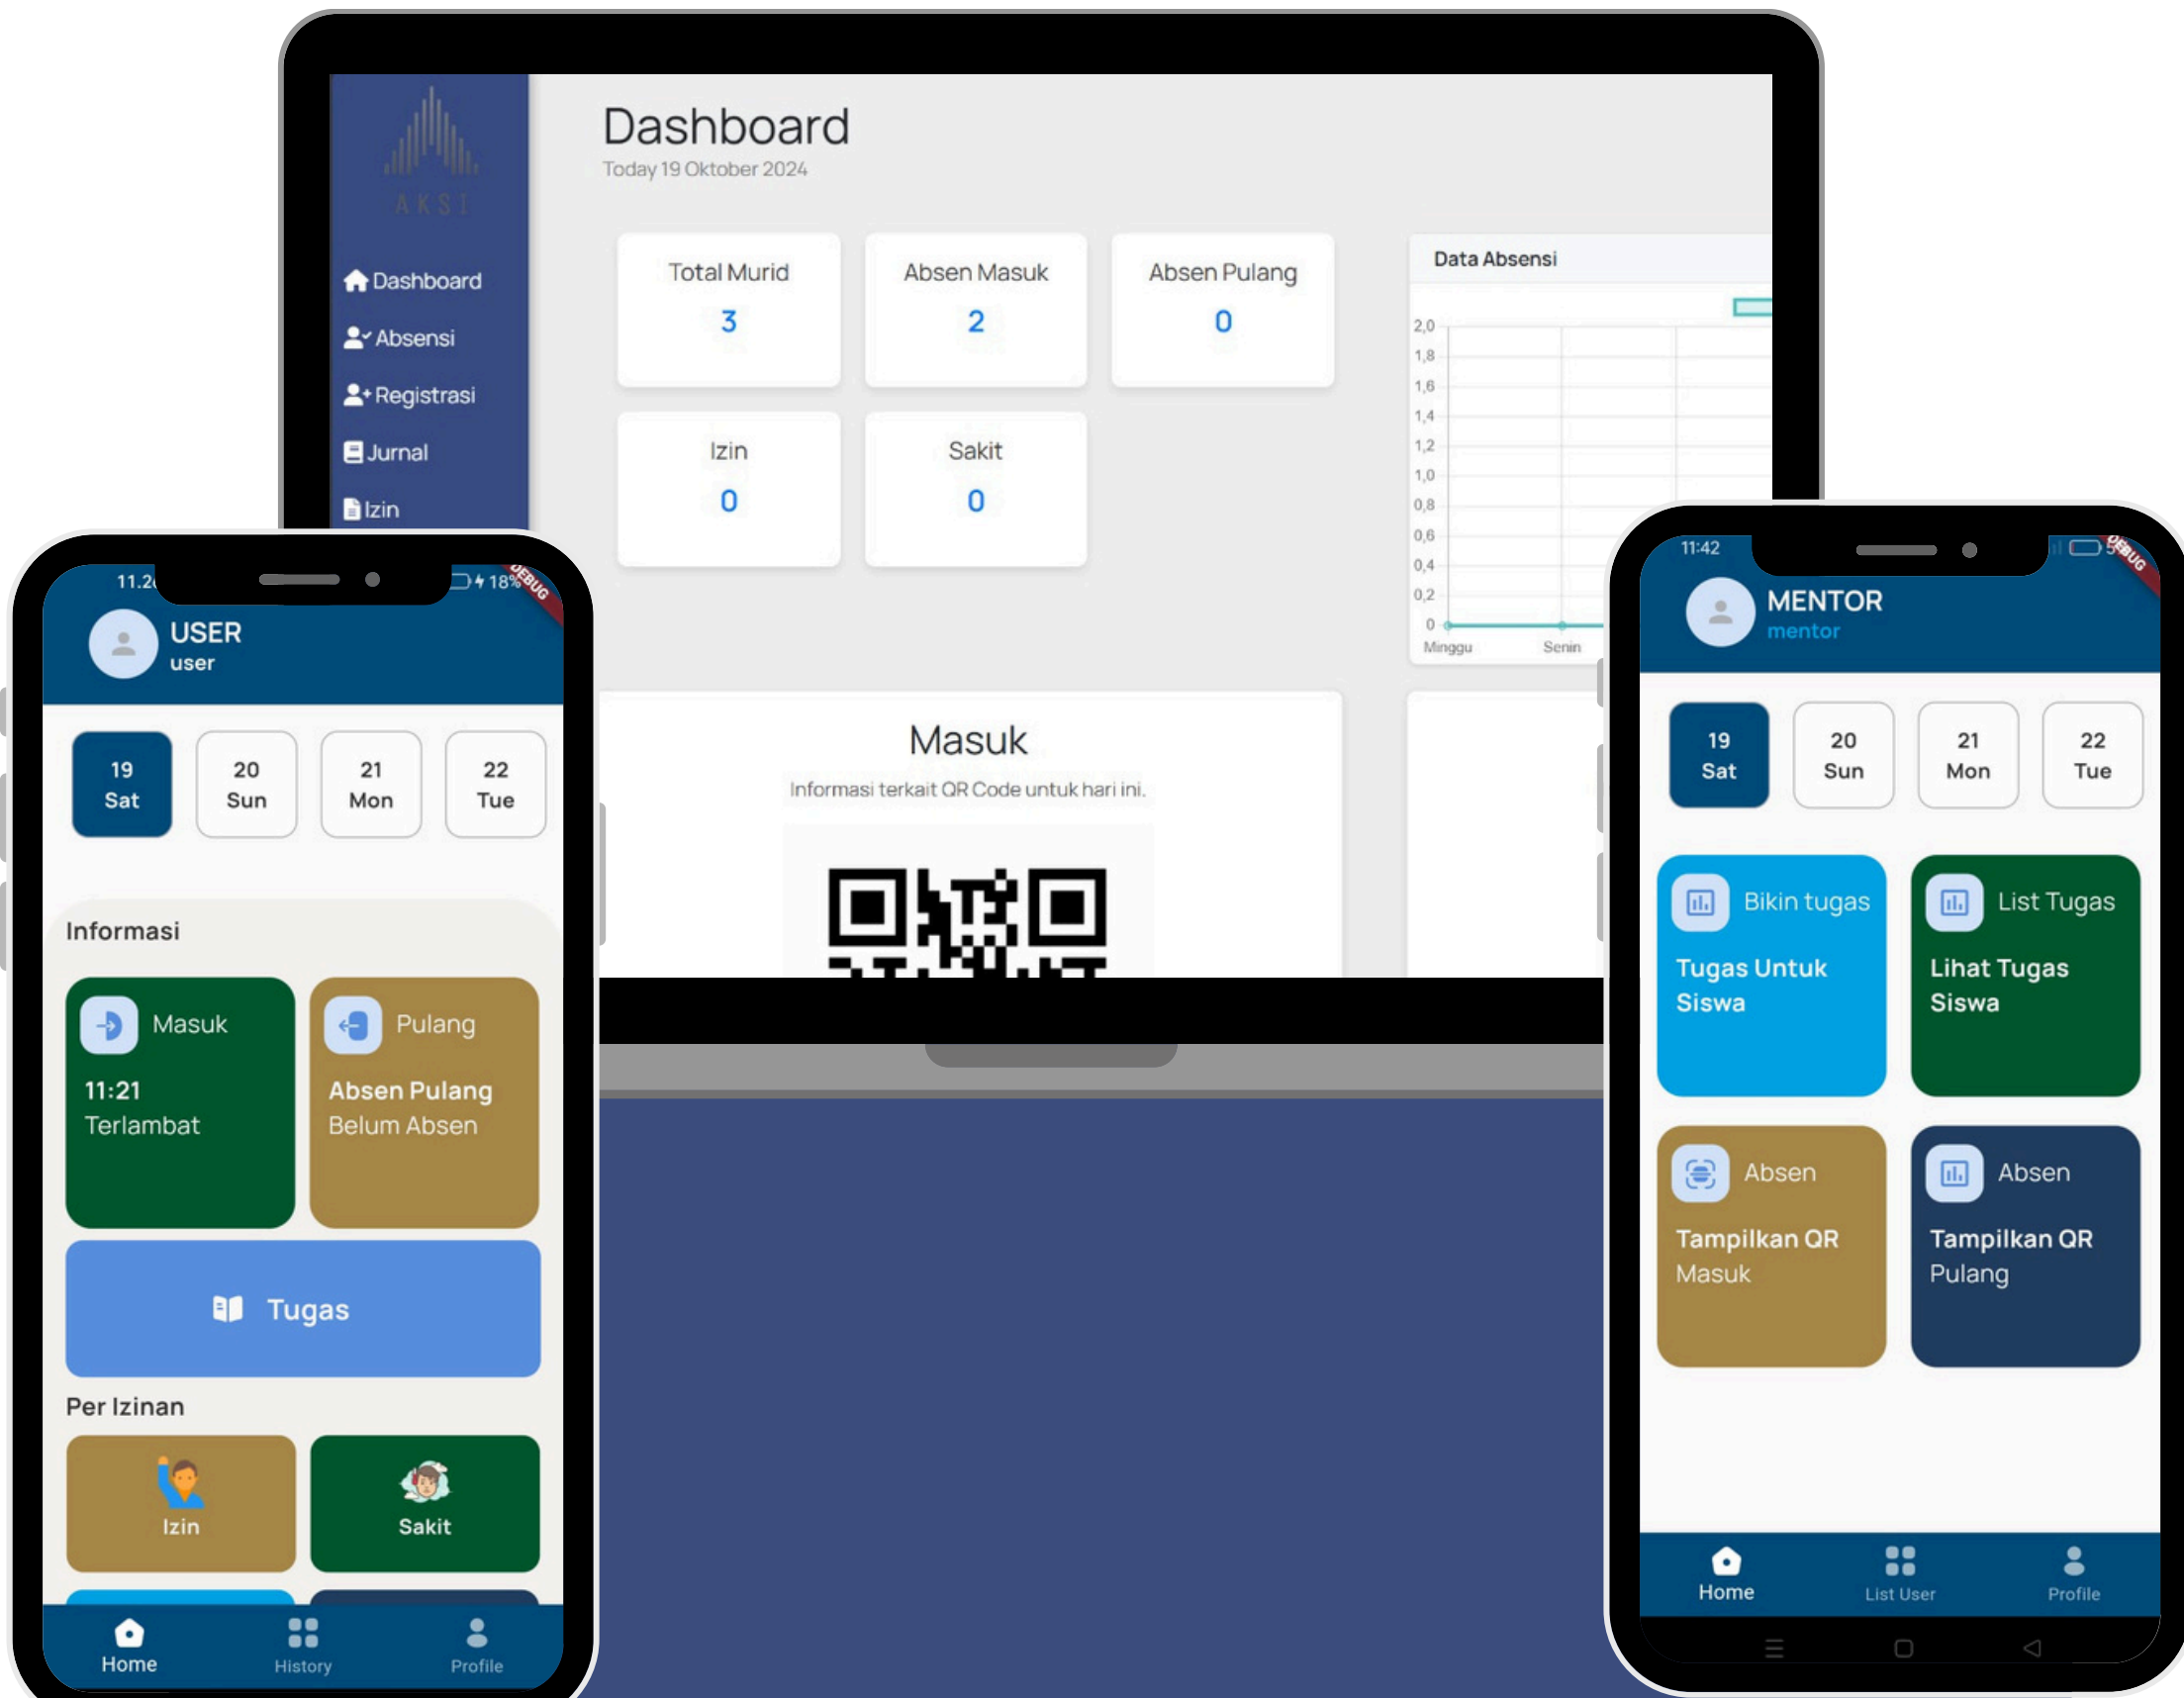 AKSI
Dashboard
Absensi
Registrasi
Jurnal
Izin
Dashboard
Today 19 Oktober 2024
Total Murid
3
Absen Masuk
2
Absen Pulang
0
Izin
0
Sakit
0
Data Absensi
2,0
1,8
1,6
1,4
1,2
1,0
0,8
0,6
0,4
0,2
0
Minggu
Senin
Masuk
Informasi terkait QR Code untuk hari ini.
18%
DEBUG
USER
user
19
Sat
20
Sun
21
Mon
22
Tue
Informasi
Masuk
11:21
Terlambat
Pulang
Absen Pulang
Belum Absen
Tugas
Per Izinan
Izin
Sakit
Home
History
Profile
11:42
DEBUG
MENTOR
mentor
19
Sat
20
Sun
21
Mon
22
Tue
Bikin tugas
Tugas Untuk
Siswa
List Tugas
Lihat Tugas
Siswa
Absen
Tampilkan QR
Masuk
Absen
Tampilkan QR
Pulang
Home
List User
Profile